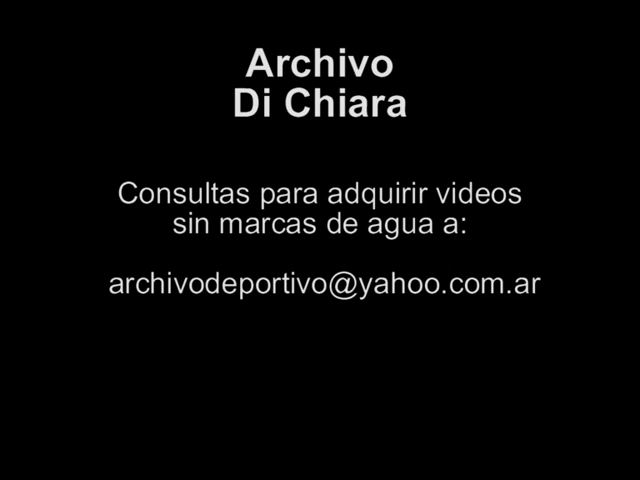 Archivo
Di Chiara
Consultas para adquirir videos
sin marcas de agua a:
archivodeportivo@yahoo.com.ar